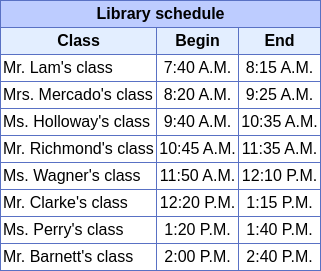 Library schedule
Class Begin End
Mr. Lam's class 7:40 A.M. 8:15 A.M.
Mrs. Mercado's class 8:20 A.M. 9:25 A.M.
Ms. Holloway's class 9:40 A.M. 10:35 A.M.
Mr. Richmond's class 10:45 A.M. 11:35 A.M.
Ms. Wagner's class 11:50 A.M. 12:10 P.M.
Mr. Clarke's class 12:20 P.M. 1:15 P.M.
Ms. Perry's class 1:20 P.M. 1:40 P.M.
Mr. Barnett's class 2:00 P.M. 2:40 P.M.